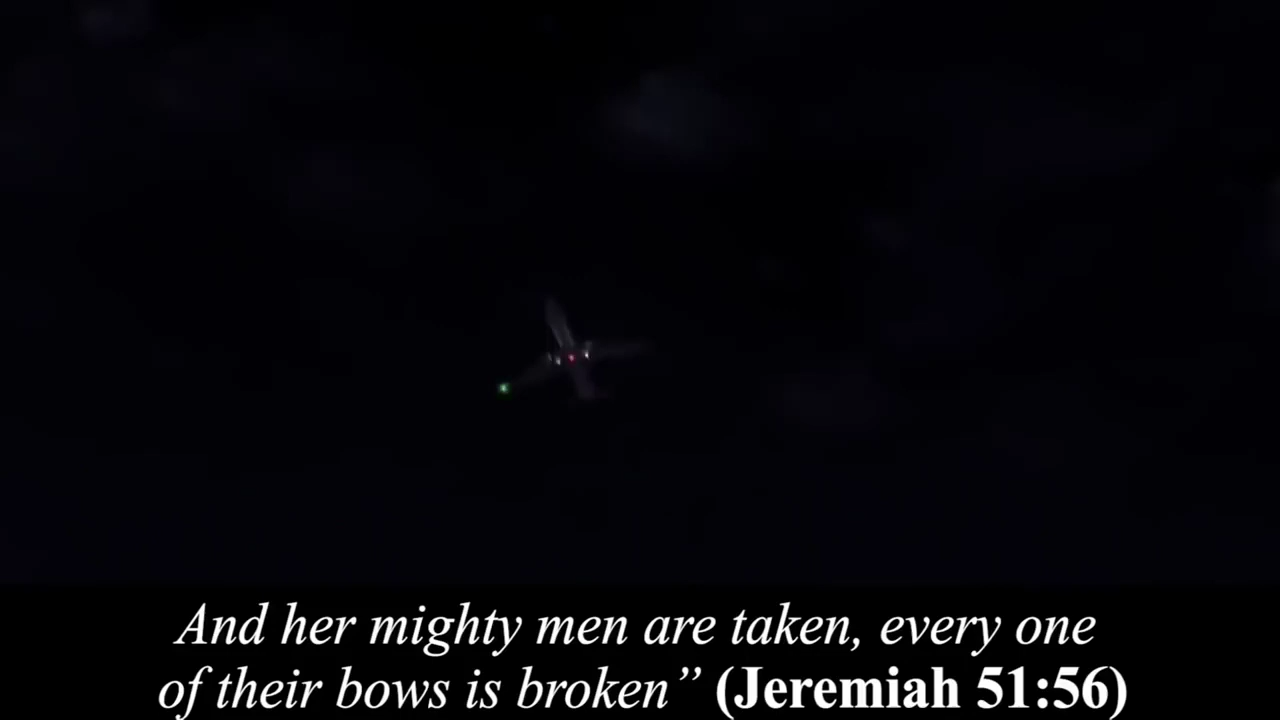 And her mighty men are taken, every one
of their bows is broken” (Jeremiah 51:56)